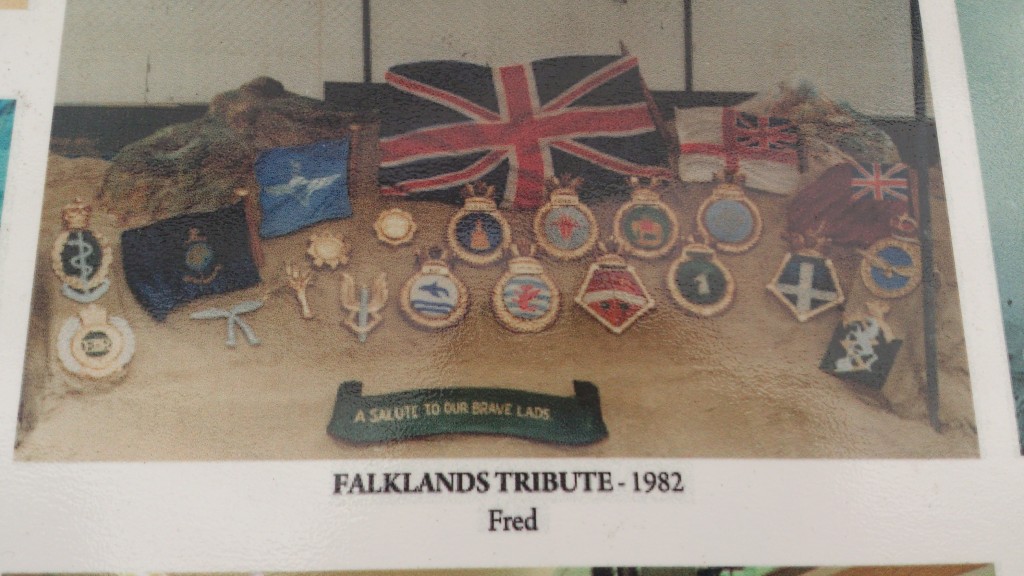 A SALUTE TO OUR BRAVE LADS
FALKLANDS TRIBUTE - 1982
Fred